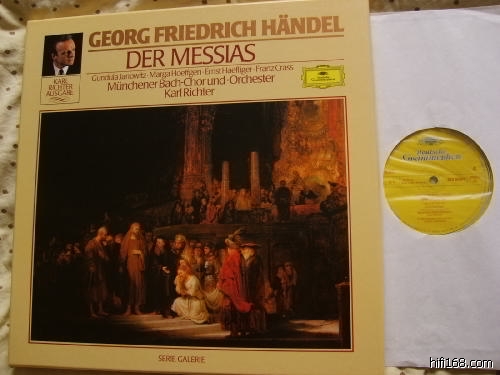 GEORG FRIEDRICH HÄNDEL
DER MESSIAS
Gundula Janowitz · Marga Hoeffgen · Ernst Haefliger · Franz Crass
Münchener Bach-Chor und -Orchester
Karl Richter
KARL
RICHTER
AUSGABE
Deutsche
Grammophon
SERIE GALERIE
hifi168.com